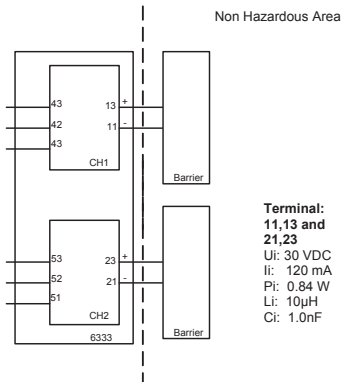 Non Hazardous Area
43
13 +
42
11 -
43
CH1
Barrier
53
23 +
52
21 -
51
CH2
6333
Barrier
Terminal:
11,13 and
21,23
Ui: 30 VDC
Ii: 120 mA
Pi: 0.84 W
Li: 10µH
Ci: 1.0nF